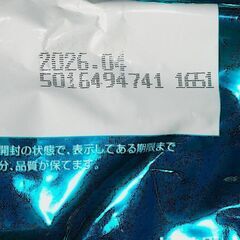 2026.04
5016494741 1651
開封の状態で、表示してある期限まで
分、品質が保てます。